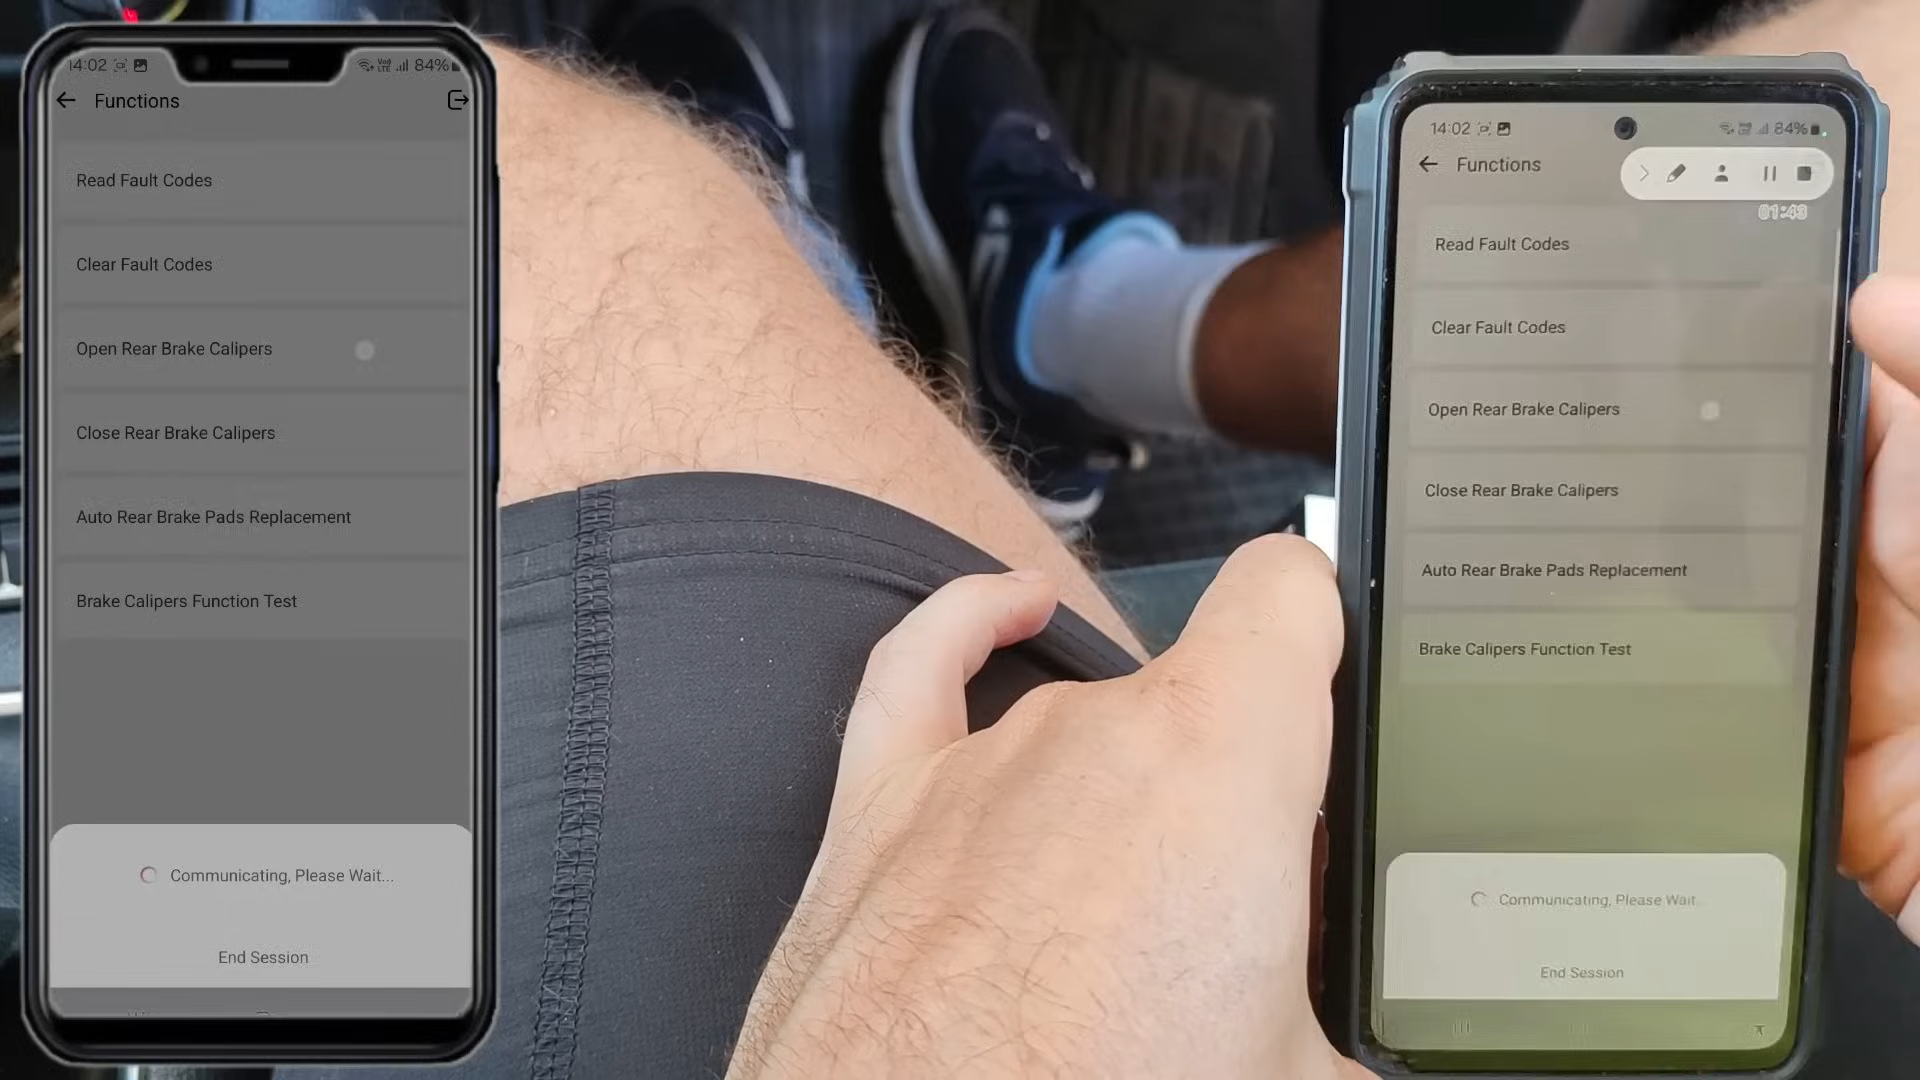 14:02 84%
Functions
Read Fault Codes
Clear Fault Codes
Open Rear Brake Calipers
Close Rear Brake Calipers
Auto Rear Brake Pads Replacement
Brake Calipers Function Test
Communicating, Please Wait...
End Session
14:02 84%
Functions
01:43
Read Fault Codes
Clear Fault Codes
Open Rear Brake Calipers
Close Rear Brake Calipers
Auto Rear Brake Pads Replacement
Brake Calipers Function Test
Communicating, Please Wait...
End Session